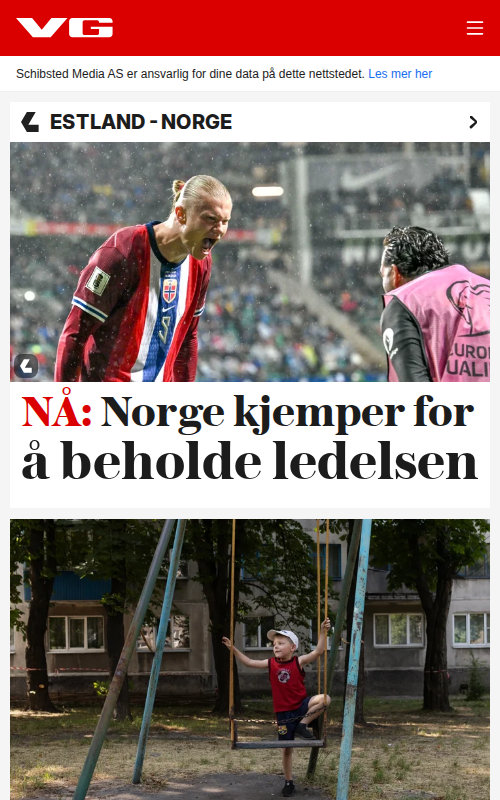 VG
Schibsted Media AS er ansvarlig for dine data på dette nettstedet. Les mer her
ESTLAND - NORGE
NÅ: Norge kjemper for
å beholde ledelsen